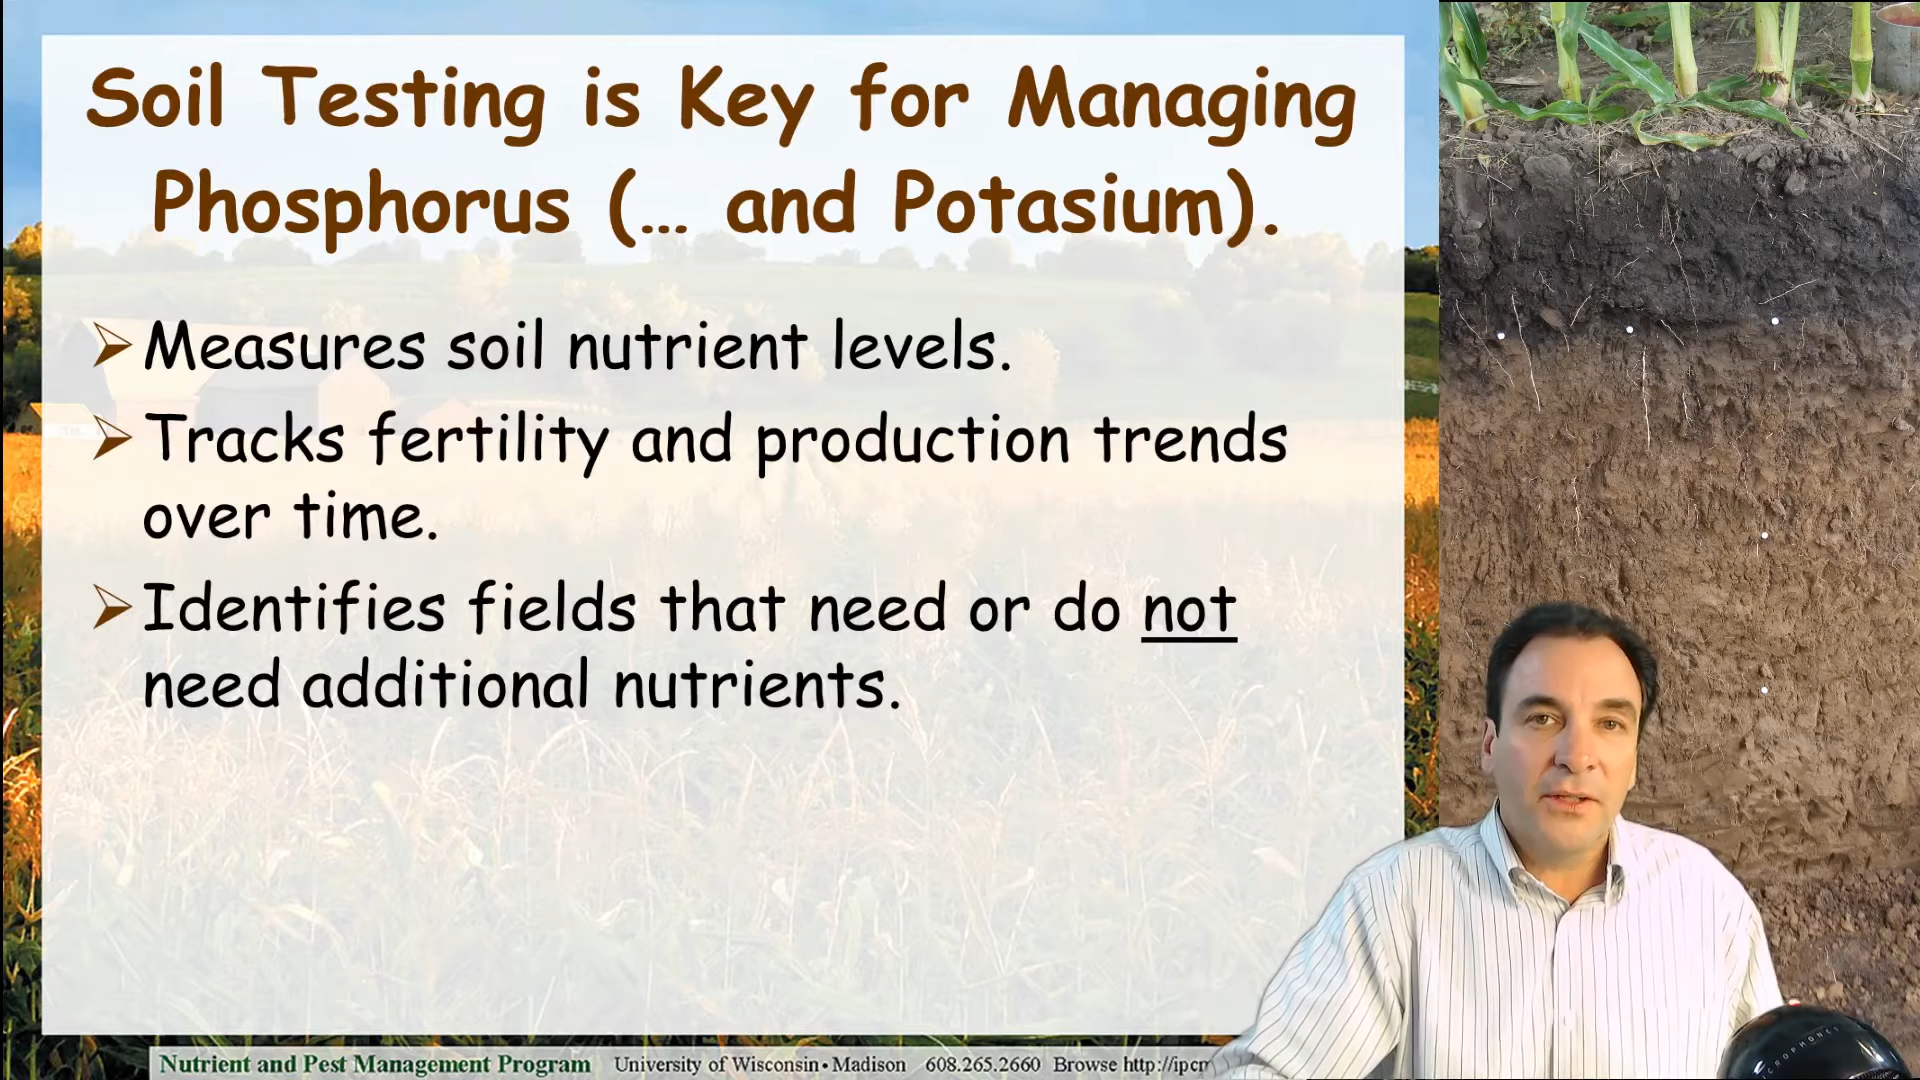 Soil Testing is Key for Managing
Phosphorus (… and Potasium).
➢Measures soil nutrient levels.
➢Tracks fertility and production trends
over time.
➢Identifies fields that need or do not
need additional nutrients.
Nutrient and Pest Management Program University of Wisconsin • Madison 608.265.2660 Browse http://ipcm